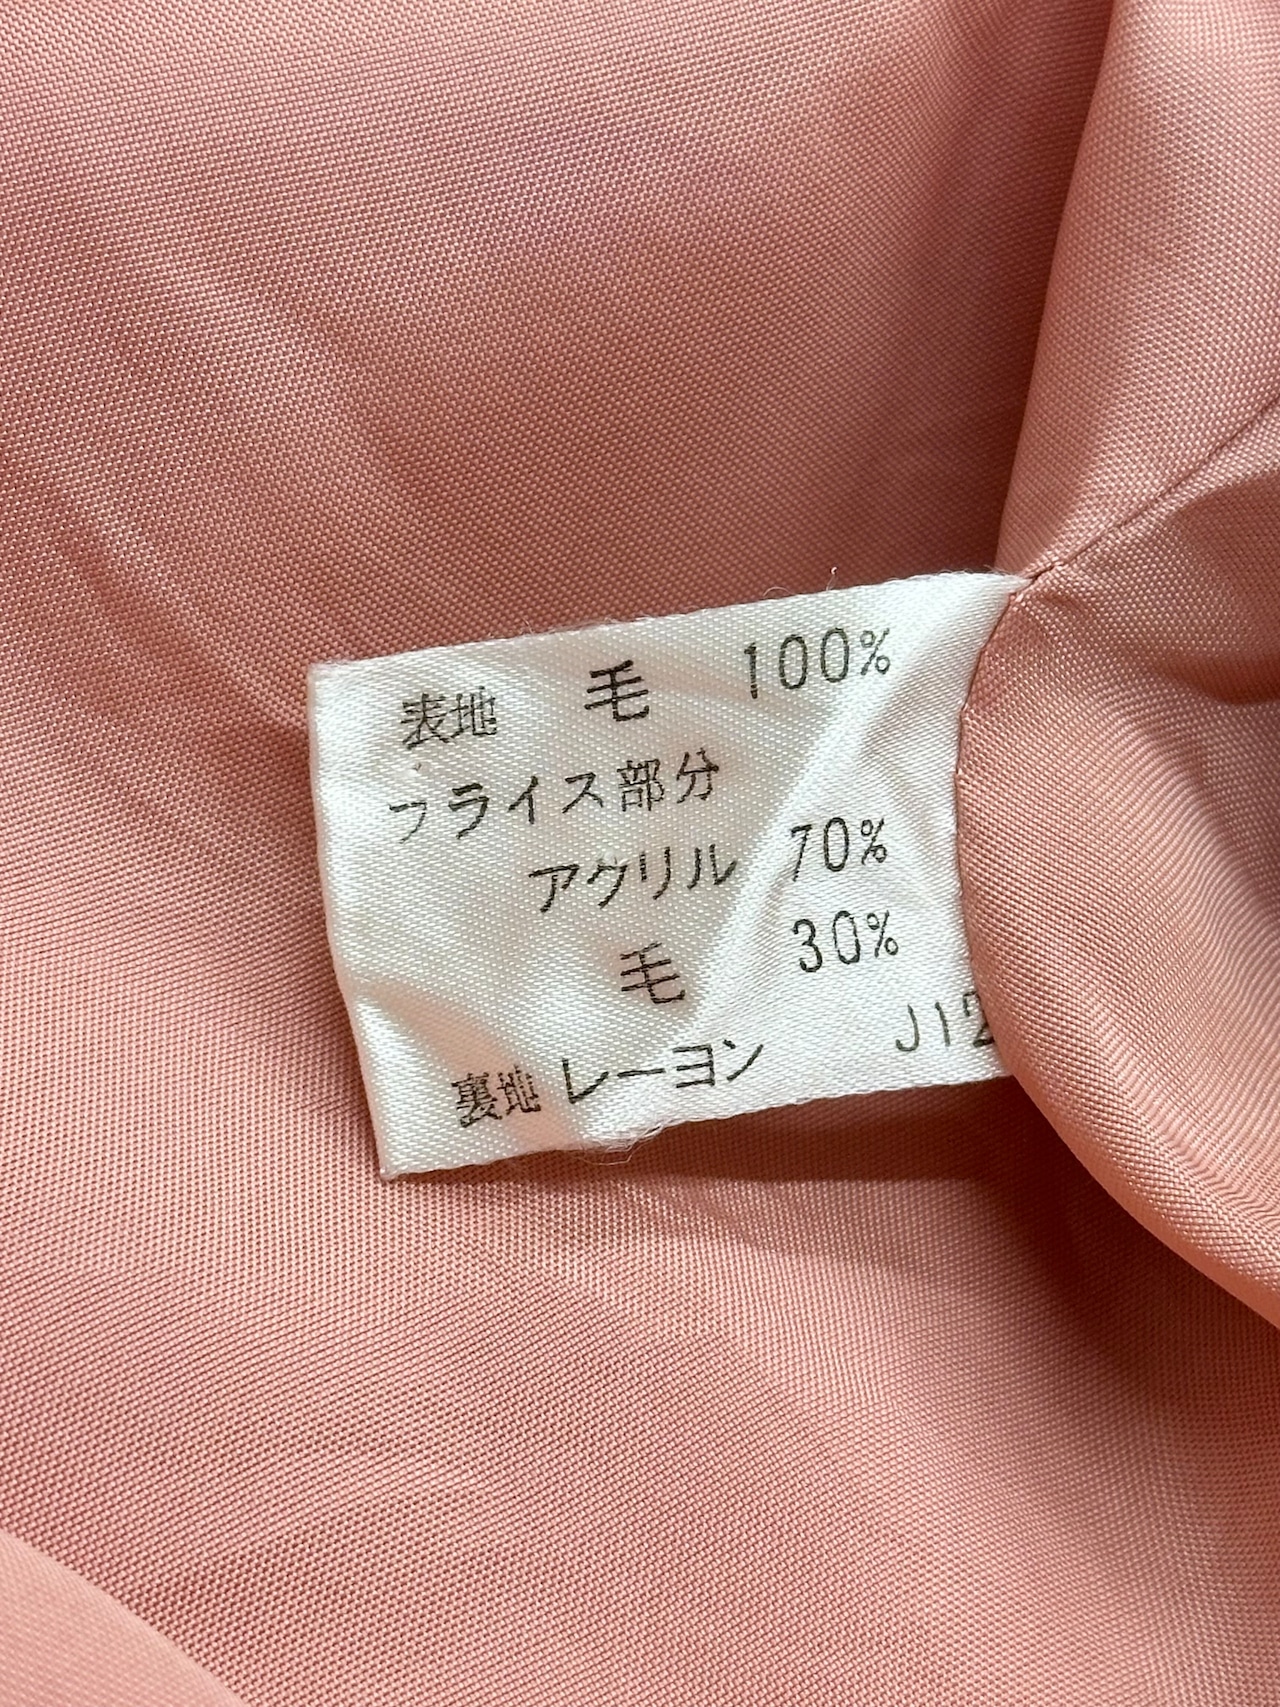 表地 毛 100%
フライス部分
アクリル 70%
毛 30%
裏地 レーヨン J12